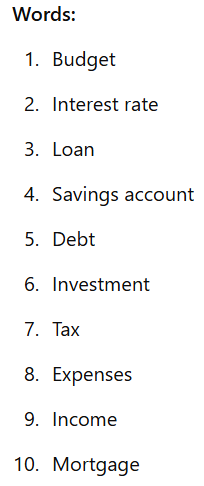 Words:
1. Budget
2. Interest rate
3. Loan
4. Savings account
5. Debt
6. Investment
7. Tax
8. Expenses
9. Income
10. Mortgage